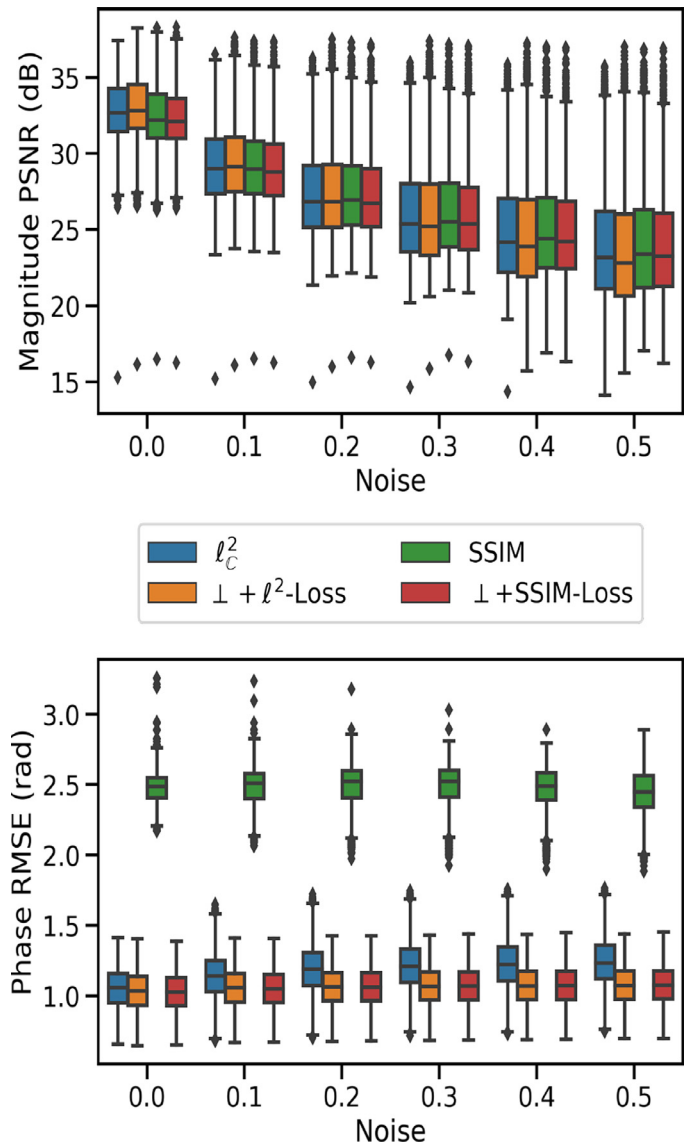 Magnitude PSNR (dB)
35
30
25
20
15
0.0 0.1 0.2 0.3 0.4 0.5
Noise
ℓ²_ℂ
SSIM
⊥ + ℓ²-Loss
⊥ +SSIM-Loss
Phase RMSE (rad)
3.0
2.5
2.0
1.5
1.0
0.0 0.1 0.2 0.3 0.4 0.5
Noise